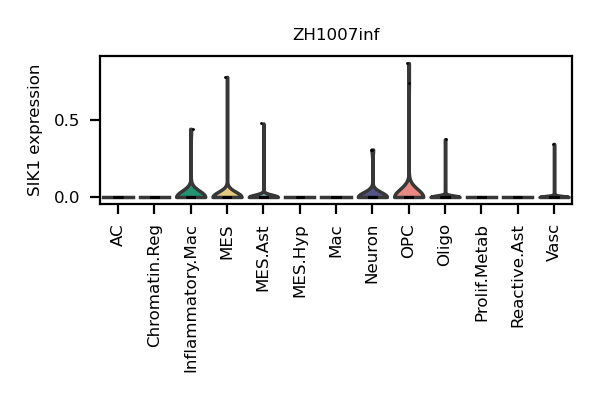 ZH1007inf
SIK1 expression
0.5
0.0
AC
Chromatin.Reg
Inflammatory.Mac
MES
MES.Ast
MES.Hyp
Mac
Neuron
OPC
Oligo
Prolif.Metab
Reactive.Ast
Vasc